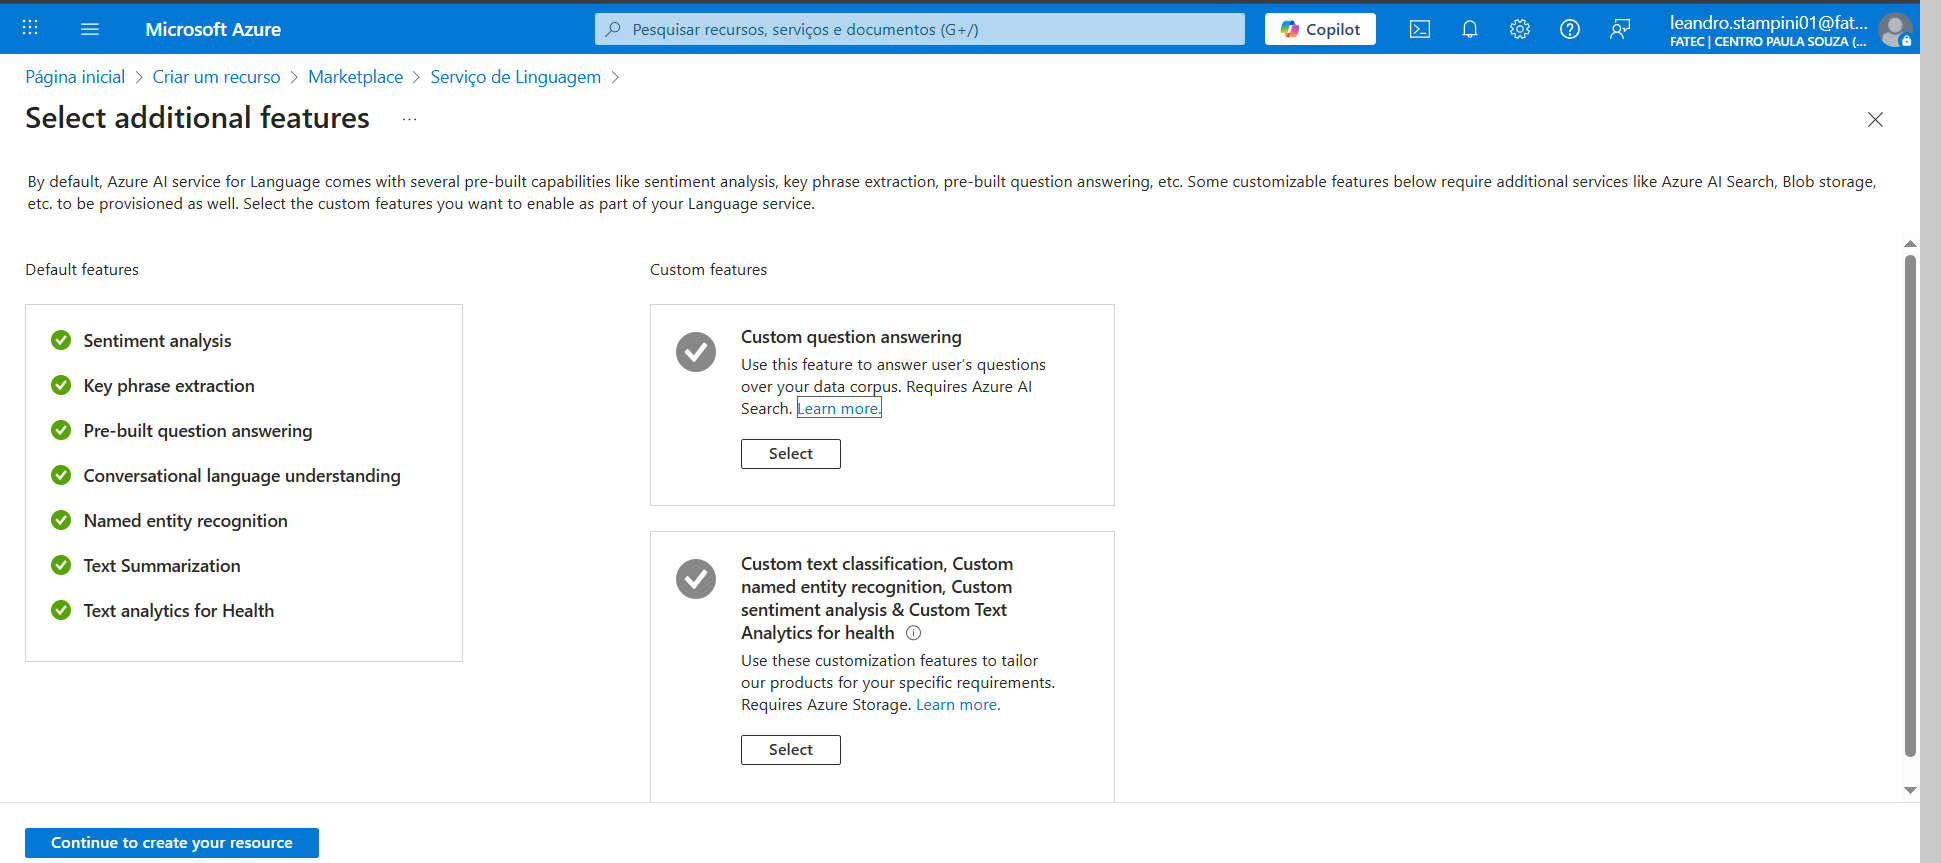 Microsoft Azure
Pesquisar recursos, serviços e documentos (G+/)
Copilot
leandro.stampini01@fat...
FATEC | CENTRO PAULA SOUZA (...
Página inicial > Criar um recurso > Marketplace > Serviço de Linguagem >
Select additional features ...
By default, Azure AI service for Language comes with several pre-built capabilities like sentiment analysis, key phrase extraction, pre-built question answering, etc. Some customizable features below require additional services like Azure AI Search, Blob storage,
etc. to be provisioned as well. Select the custom features you want to enable as part of your Language service.
Default features
Sentiment analysis
Key phrase extraction
Pre-built question answering
Conversational language understanding
Named entity recognition
Text Summarization
Text analytics for Health
Custom features
Custom question answering
Use this feature to answer user's questions
over your data corpus. Requires Azure AI
Search. Learn more.
Select
Custom text classification, Custom
named entity recognition, Custom
sentiment analysis & Custom Text
Analytics for health
Use these customization features to tailor
our products for your specific requirements.
Requires Azure Storage. Learn more.
Select
Continue to create your resource